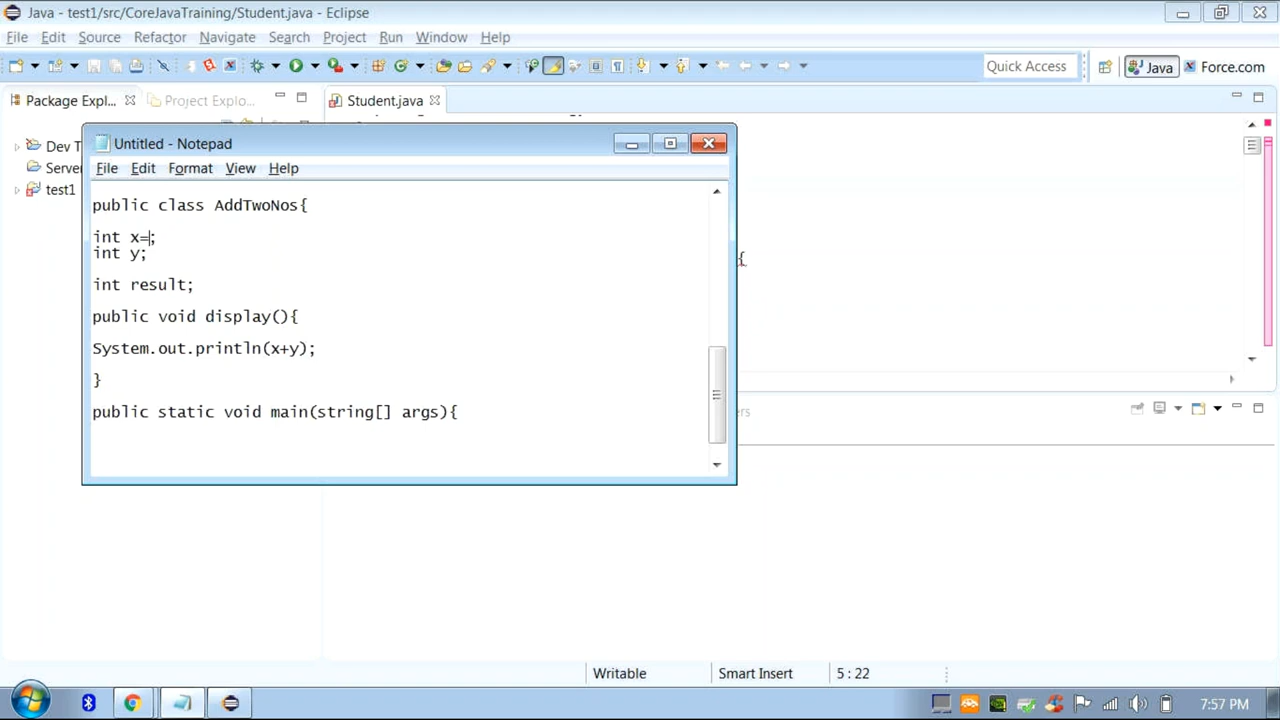 Java - test1/src/CoreJavaTraining/Student.java - Eclipse
File Edit Source Refactor Navigate Search Project Run Window Help
Quick Access Java Force.com
Package Expl... Project Explo... Student.java
Untitled - Notepad
Dev T
File Edit Format View Help
Server
test1
public class AddTwoNos{
int x=;
int y;
{
int result;
public void display(){
System.out.println(x+y);
}
public static void main(string[] args){
Writable Smart Insert 5 : 22
7:57 PM